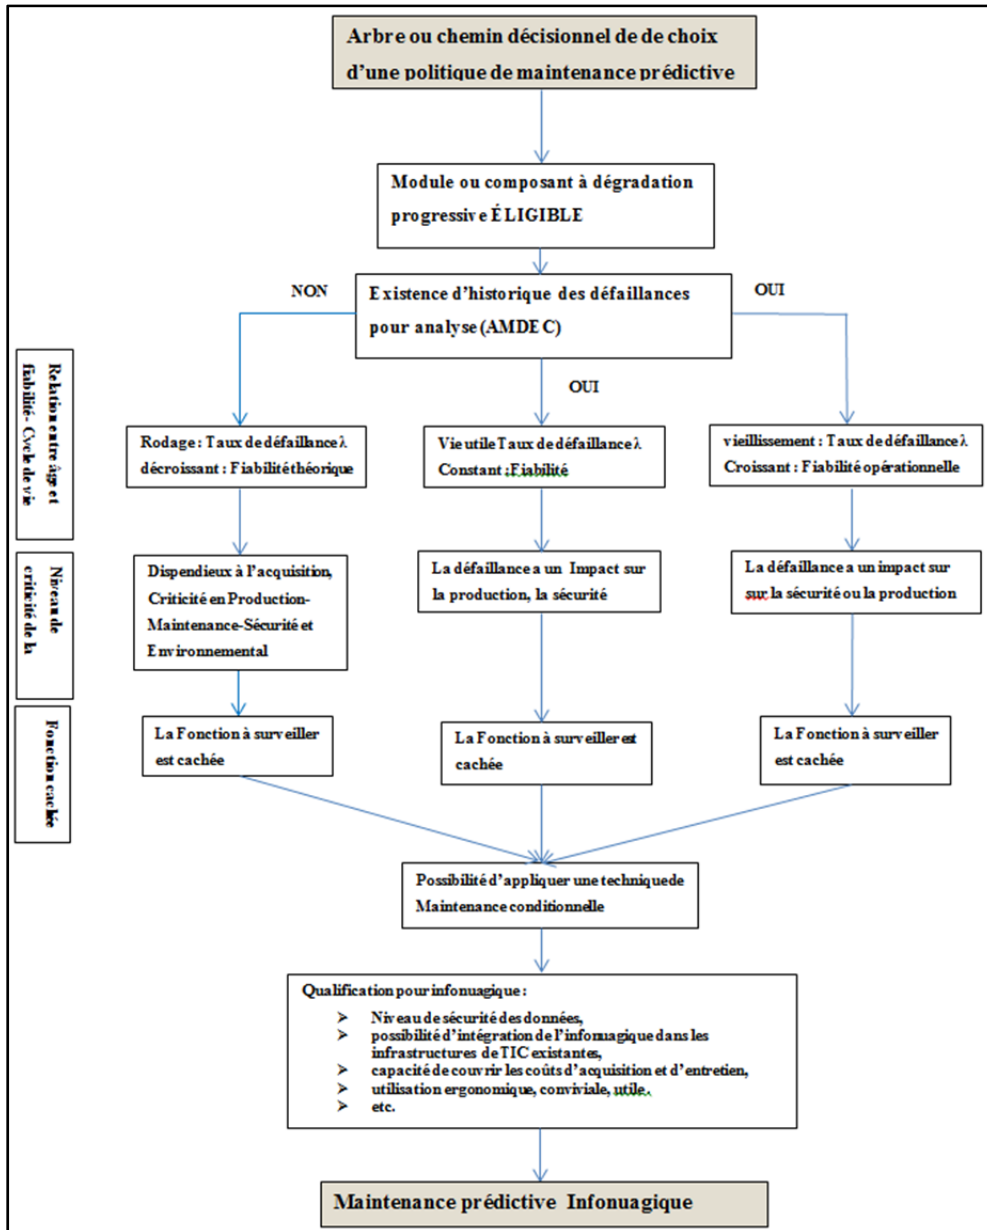 Arbre ou chemin décisionnel de de choix
d'une politique de maintenance prédictive
Module ou composant à dégradation
progressive ÉLIGIBLE
NON
Existence d'historique des défaillances
pour analyse (AMDEC)
OUI
OUI
Relation entre âge et
fiabilité- Cycle de vie
Rodage : Taux de défaillance λ
décroissant : Fiabilité théorique
Vie utile Taux de défaillance λ
Constant :Fiabilité
vieillissement : Taux de défaillance λ
Croissant : Fiabilité opérationnelle
Niveau de
criticité de la
Dispendieux à l'acquisition,
Criticité en Production-
Maintenance-Sécurité et
Environnemental
La défaillance a un Impact sur
la production, la sécurité
La défaillance a un impact sur
sur la sécurité ou la production
Fonction cachée
La Fonction à surveiller
est cachée
La Fonction à surveiller est
cachée
La Fonction à surveiller
est cachée
Possibilité d'appliquer une technique de
Maintenance conditionnelle
Qualification pour infonuagique :
➢ Niveau de sécurité des données,
➢ possibilité d'intégration de l'infonuagique dans les
infrastructures de TIC existantes,
➢ capacité de couvrir les coûts d'acquisition et d'entretien,
➢ utilisation ergonomique, conviviale, utile..
➢ etc.
Maintenance prédictive Infonuagique